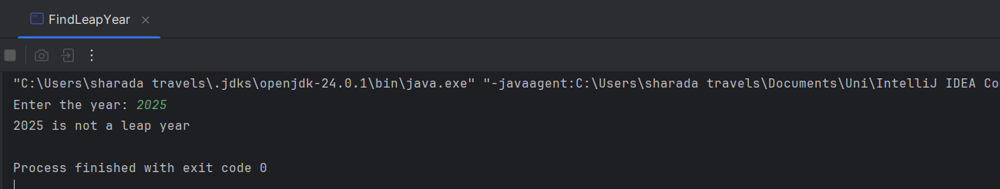 FindLeapYear
"C:\Users\sharada travels\.jdks\openjdk-24.0.1\bin\java.exe" "-javaagent:C:\Users\sharada travels\Documents\Uni\IntelliJ IDEA Co
Enter the year: 2025
2025 is not a leap year
Process finished with exit code 0